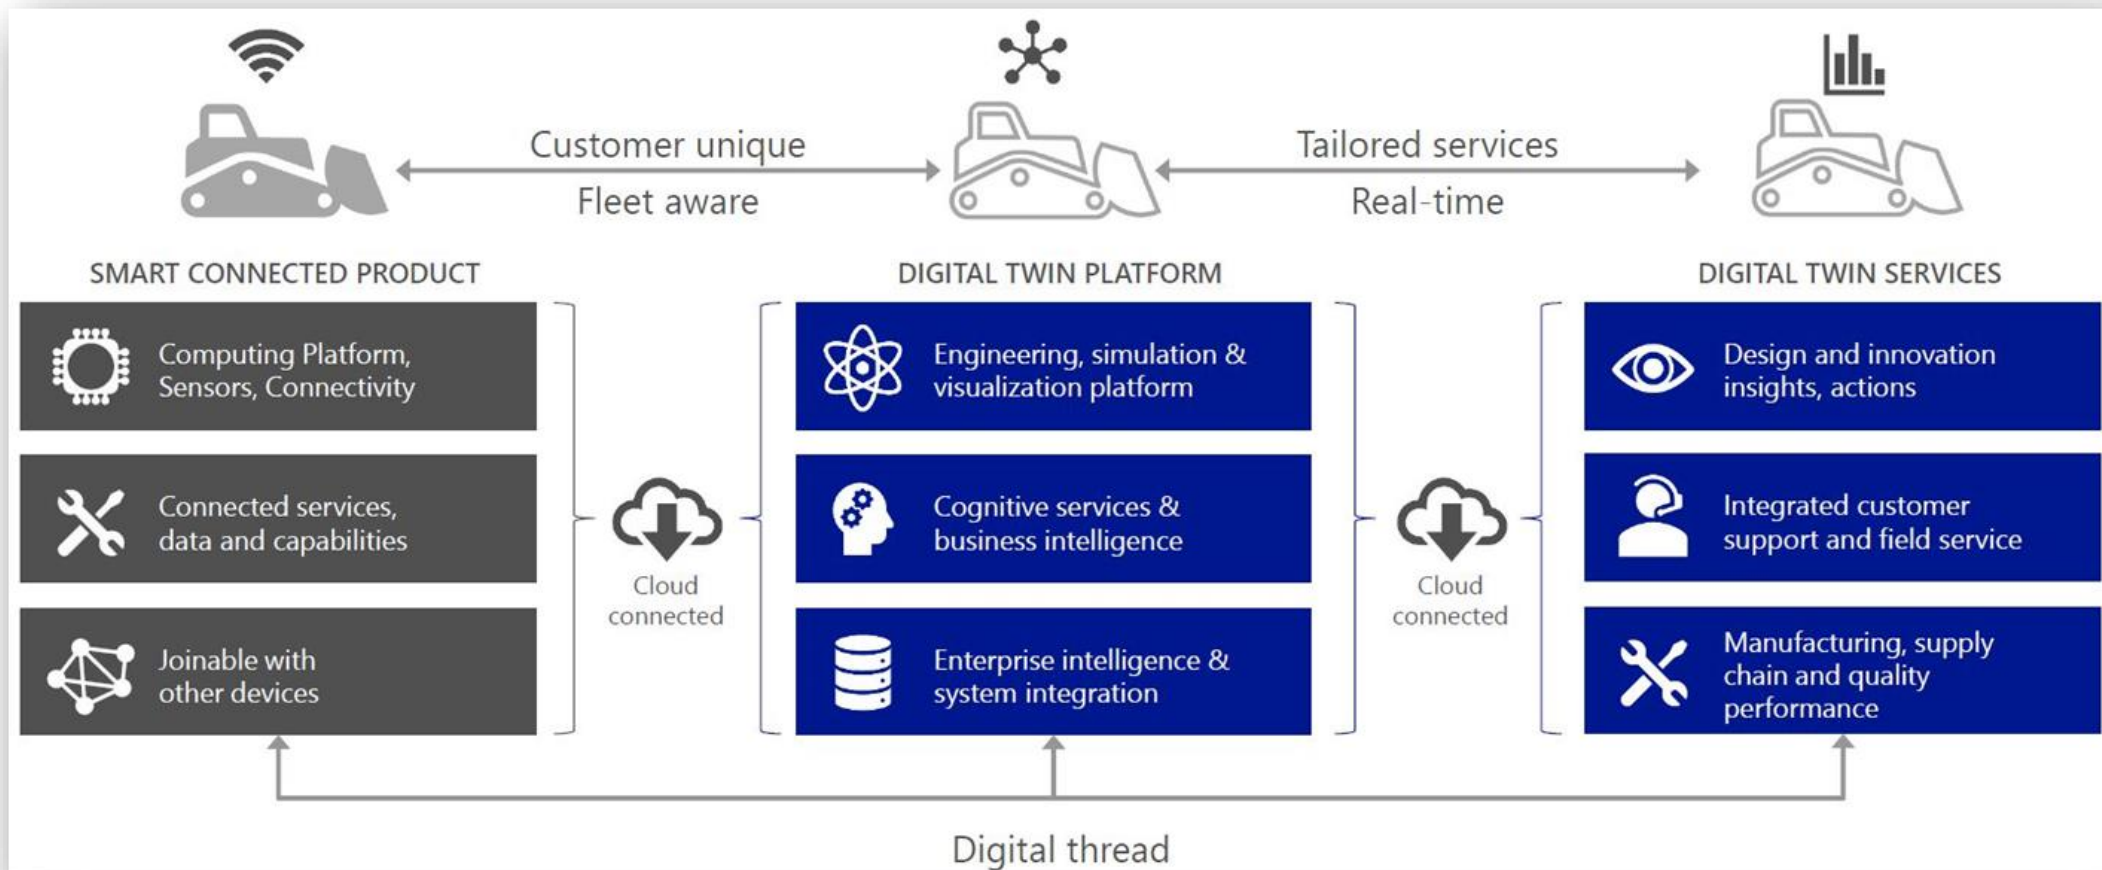 Customer unique
Fleet aware
Tailored services
Real-time
SMART CONNECTED PRODUCT
DIGITAL TWIN PLATFORM
DIGITAL TWIN SERVICES
Computing Platform,
Sensors, Connectivity
Connected services,
data and capabilities
Joinable with
other devices
Cloud
connected
Engineering, simulation &
visualization platform
Cognitive services &
business intelligence
Enterprise intelligence &
system integration
Cloud
connected
Design and innovation
insights, actions
Integrated customer
support and field service
Manufacturing, supply
chain and quality
performance
Digital thread